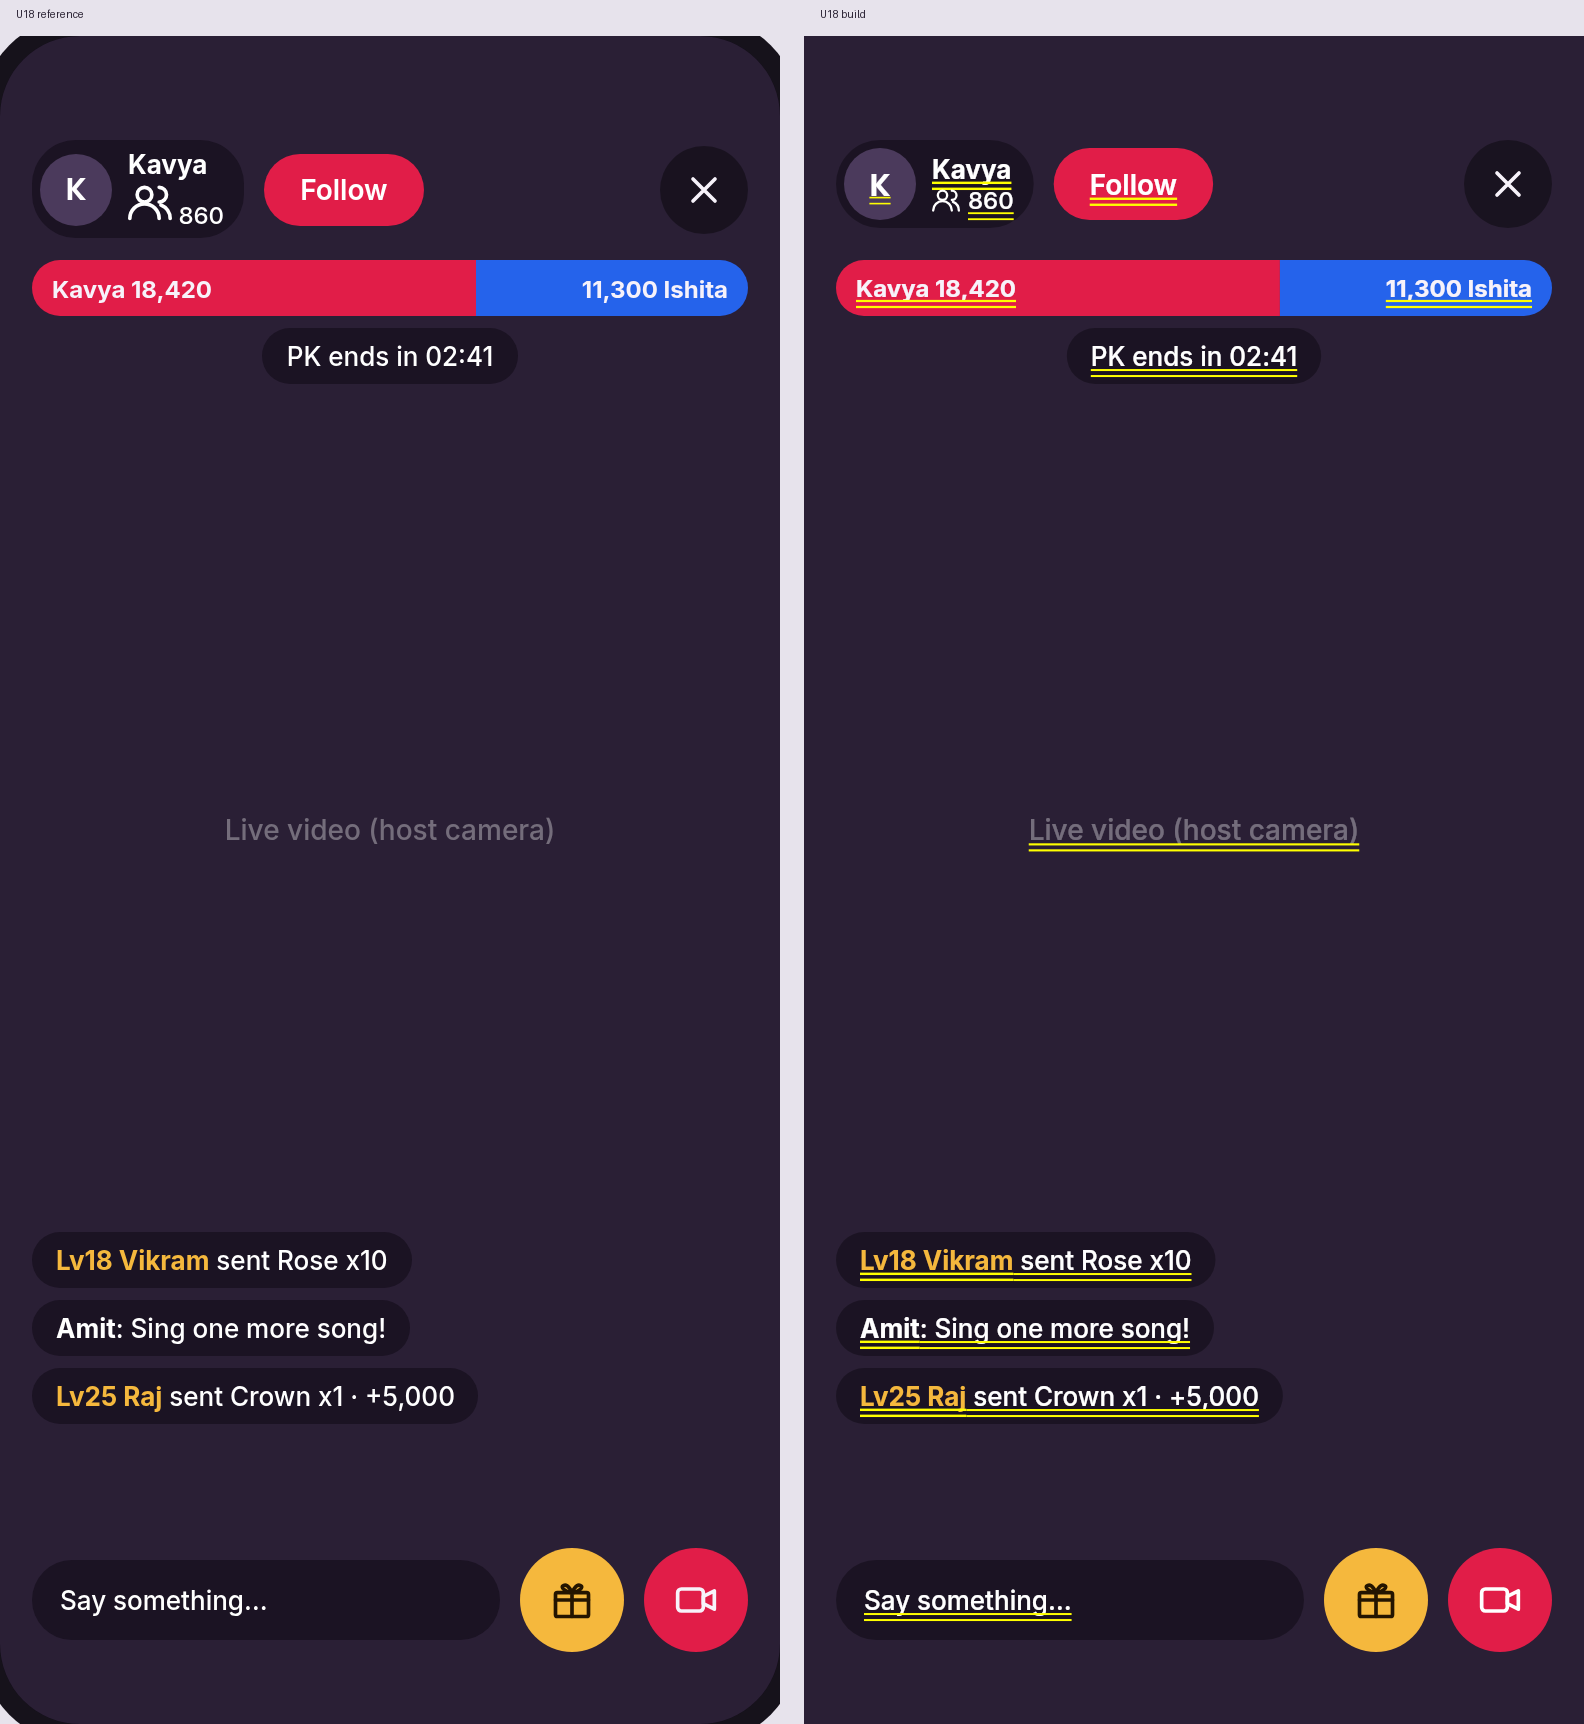 U18 reference
U18 build
Kavya
K
860
Follow
Kavya 18,420
11,300 Ishita
PK ends in 02:41
Live video (host camera)
Lv18 Vikram sent Rose x10
Amit: Sing one more song!
Lv25 Raj sent Crown x1 · +5,000
Say something...
Kavya
K
860
Follow
Kavya 18,420
11,300 Ishita
PK ends in 02:41
Live video (host camera)
Lv18 Vikram sent Rose x10
Amit: Sing one more song!
Lv25 Raj sent Crown x1 · +5,000
Say something...